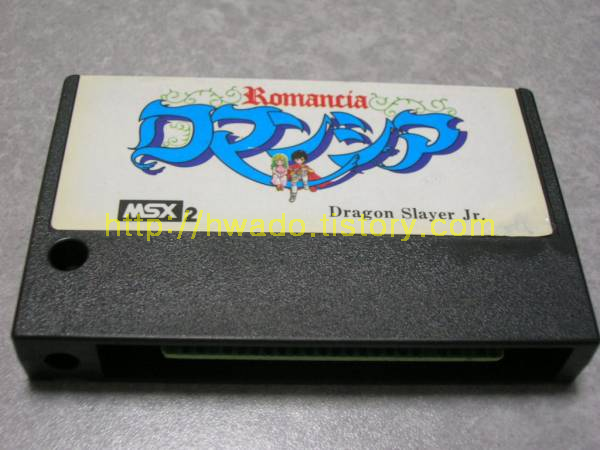 Romancia
ロマンシア
MSX2
Dragon Slayer Jr.
http://hwado.tistory.com